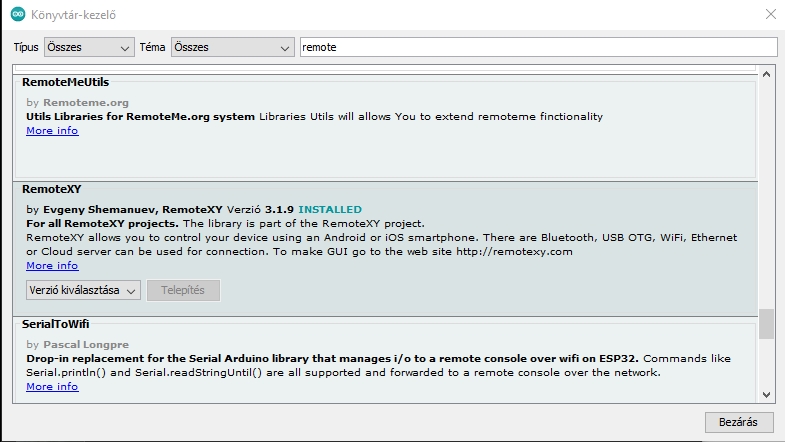 Könyvtár-kezelő
Típus Összes Téma Összes remote
RemoteMeUtils
by Remoteme.org
Utils Libraries for RemoteMe.org system Libraries Utils will allows You to extend remoteme finctionality
More info
RemoteXY
by Evgeny Shemanuev, RemoteXY Verzió 3.1.9 INSTALLED
For all RemoteXY projects. The library is part of the RemoteXY project.
RemoteXY allows you to control your device using an Android or iOS smartphone. There are Bluetooth, USB OTG, WiFi, Ethernet
or Cloud server can be used for connection. To make GUI go to the web site http://remotexy.com
More info
Verzió kiválasztása Telepítés
SerialToWifi
by Pascal Longpre
Drop-in replacement for the Serial Arduino library that manages i/o to a remote console over wifi on ESP32. Commands like
Serial.println() and Serial.readStringUntil() are all supported and forwarded to a remote console over the network.
More info
Bezárás